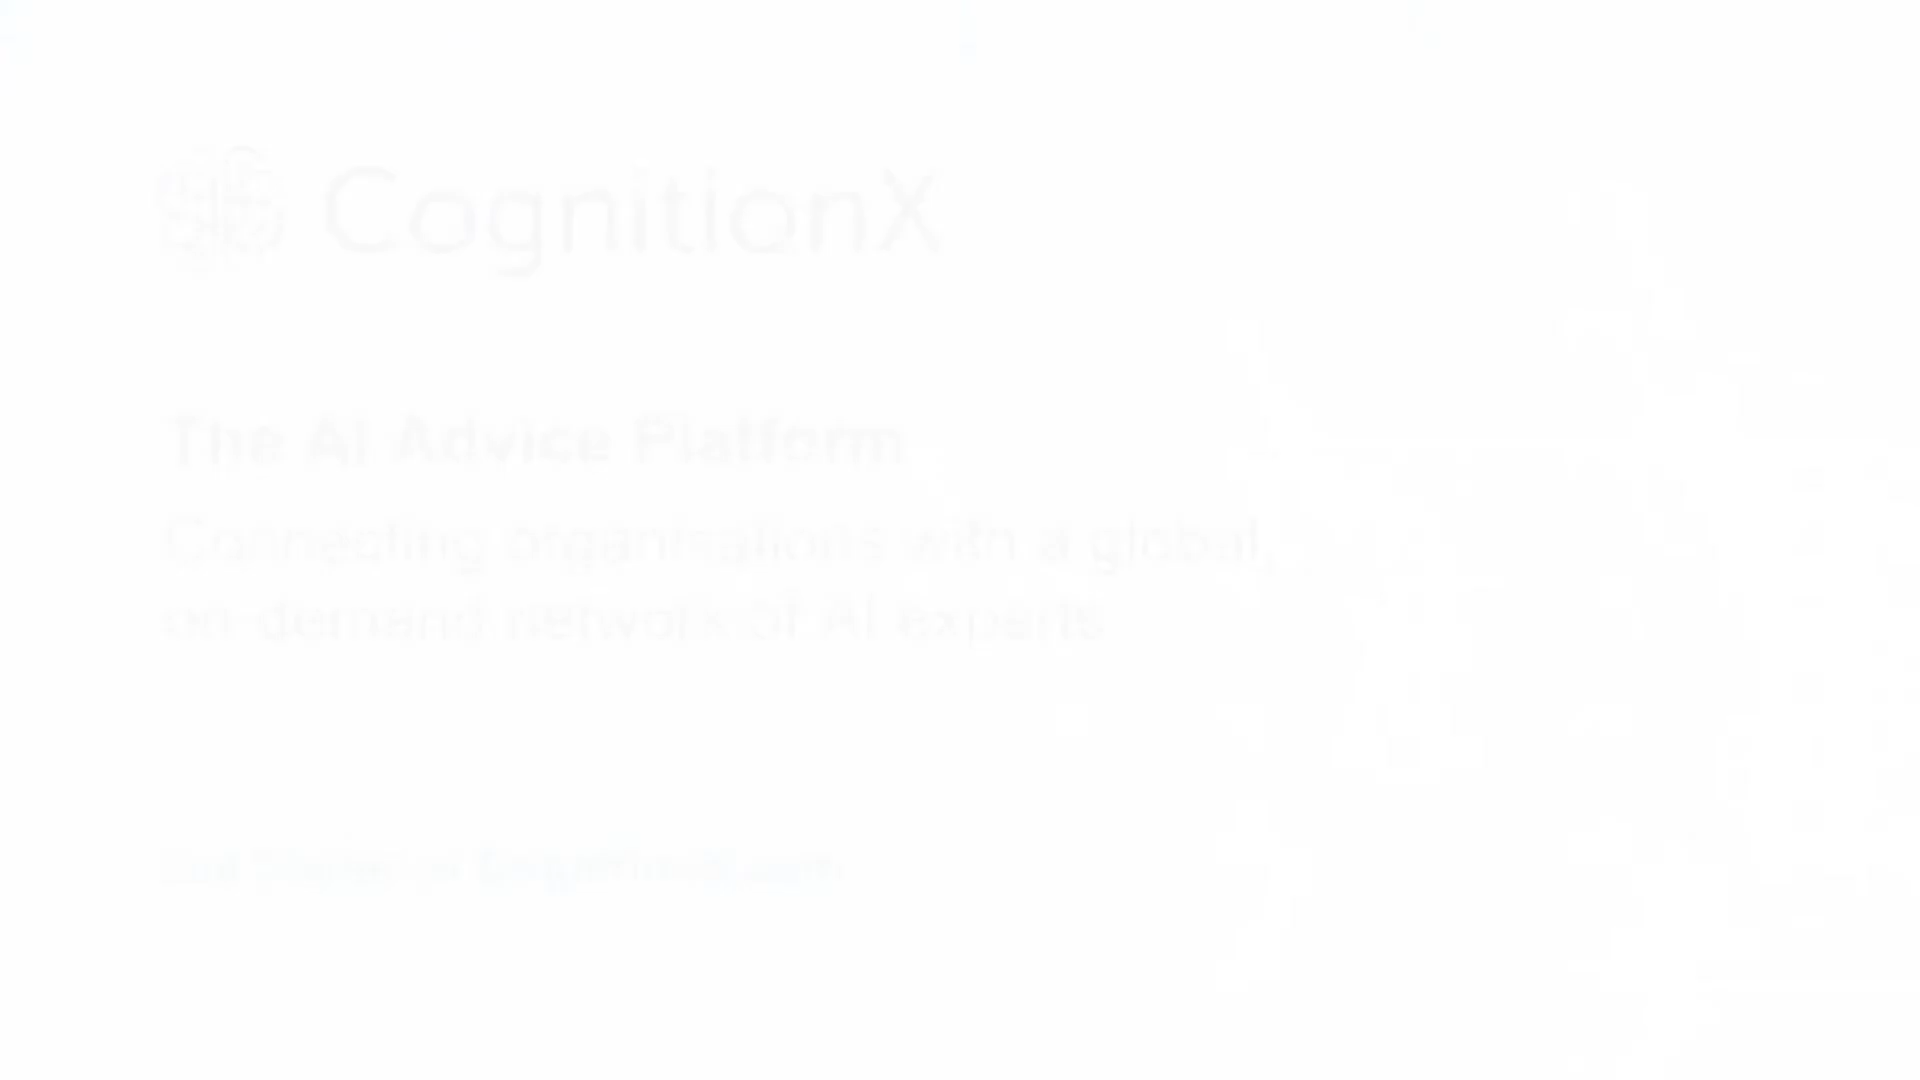 CognitionX
The AI Advice Platform
Connecting organisations with a global,
on-demand network of AI experts